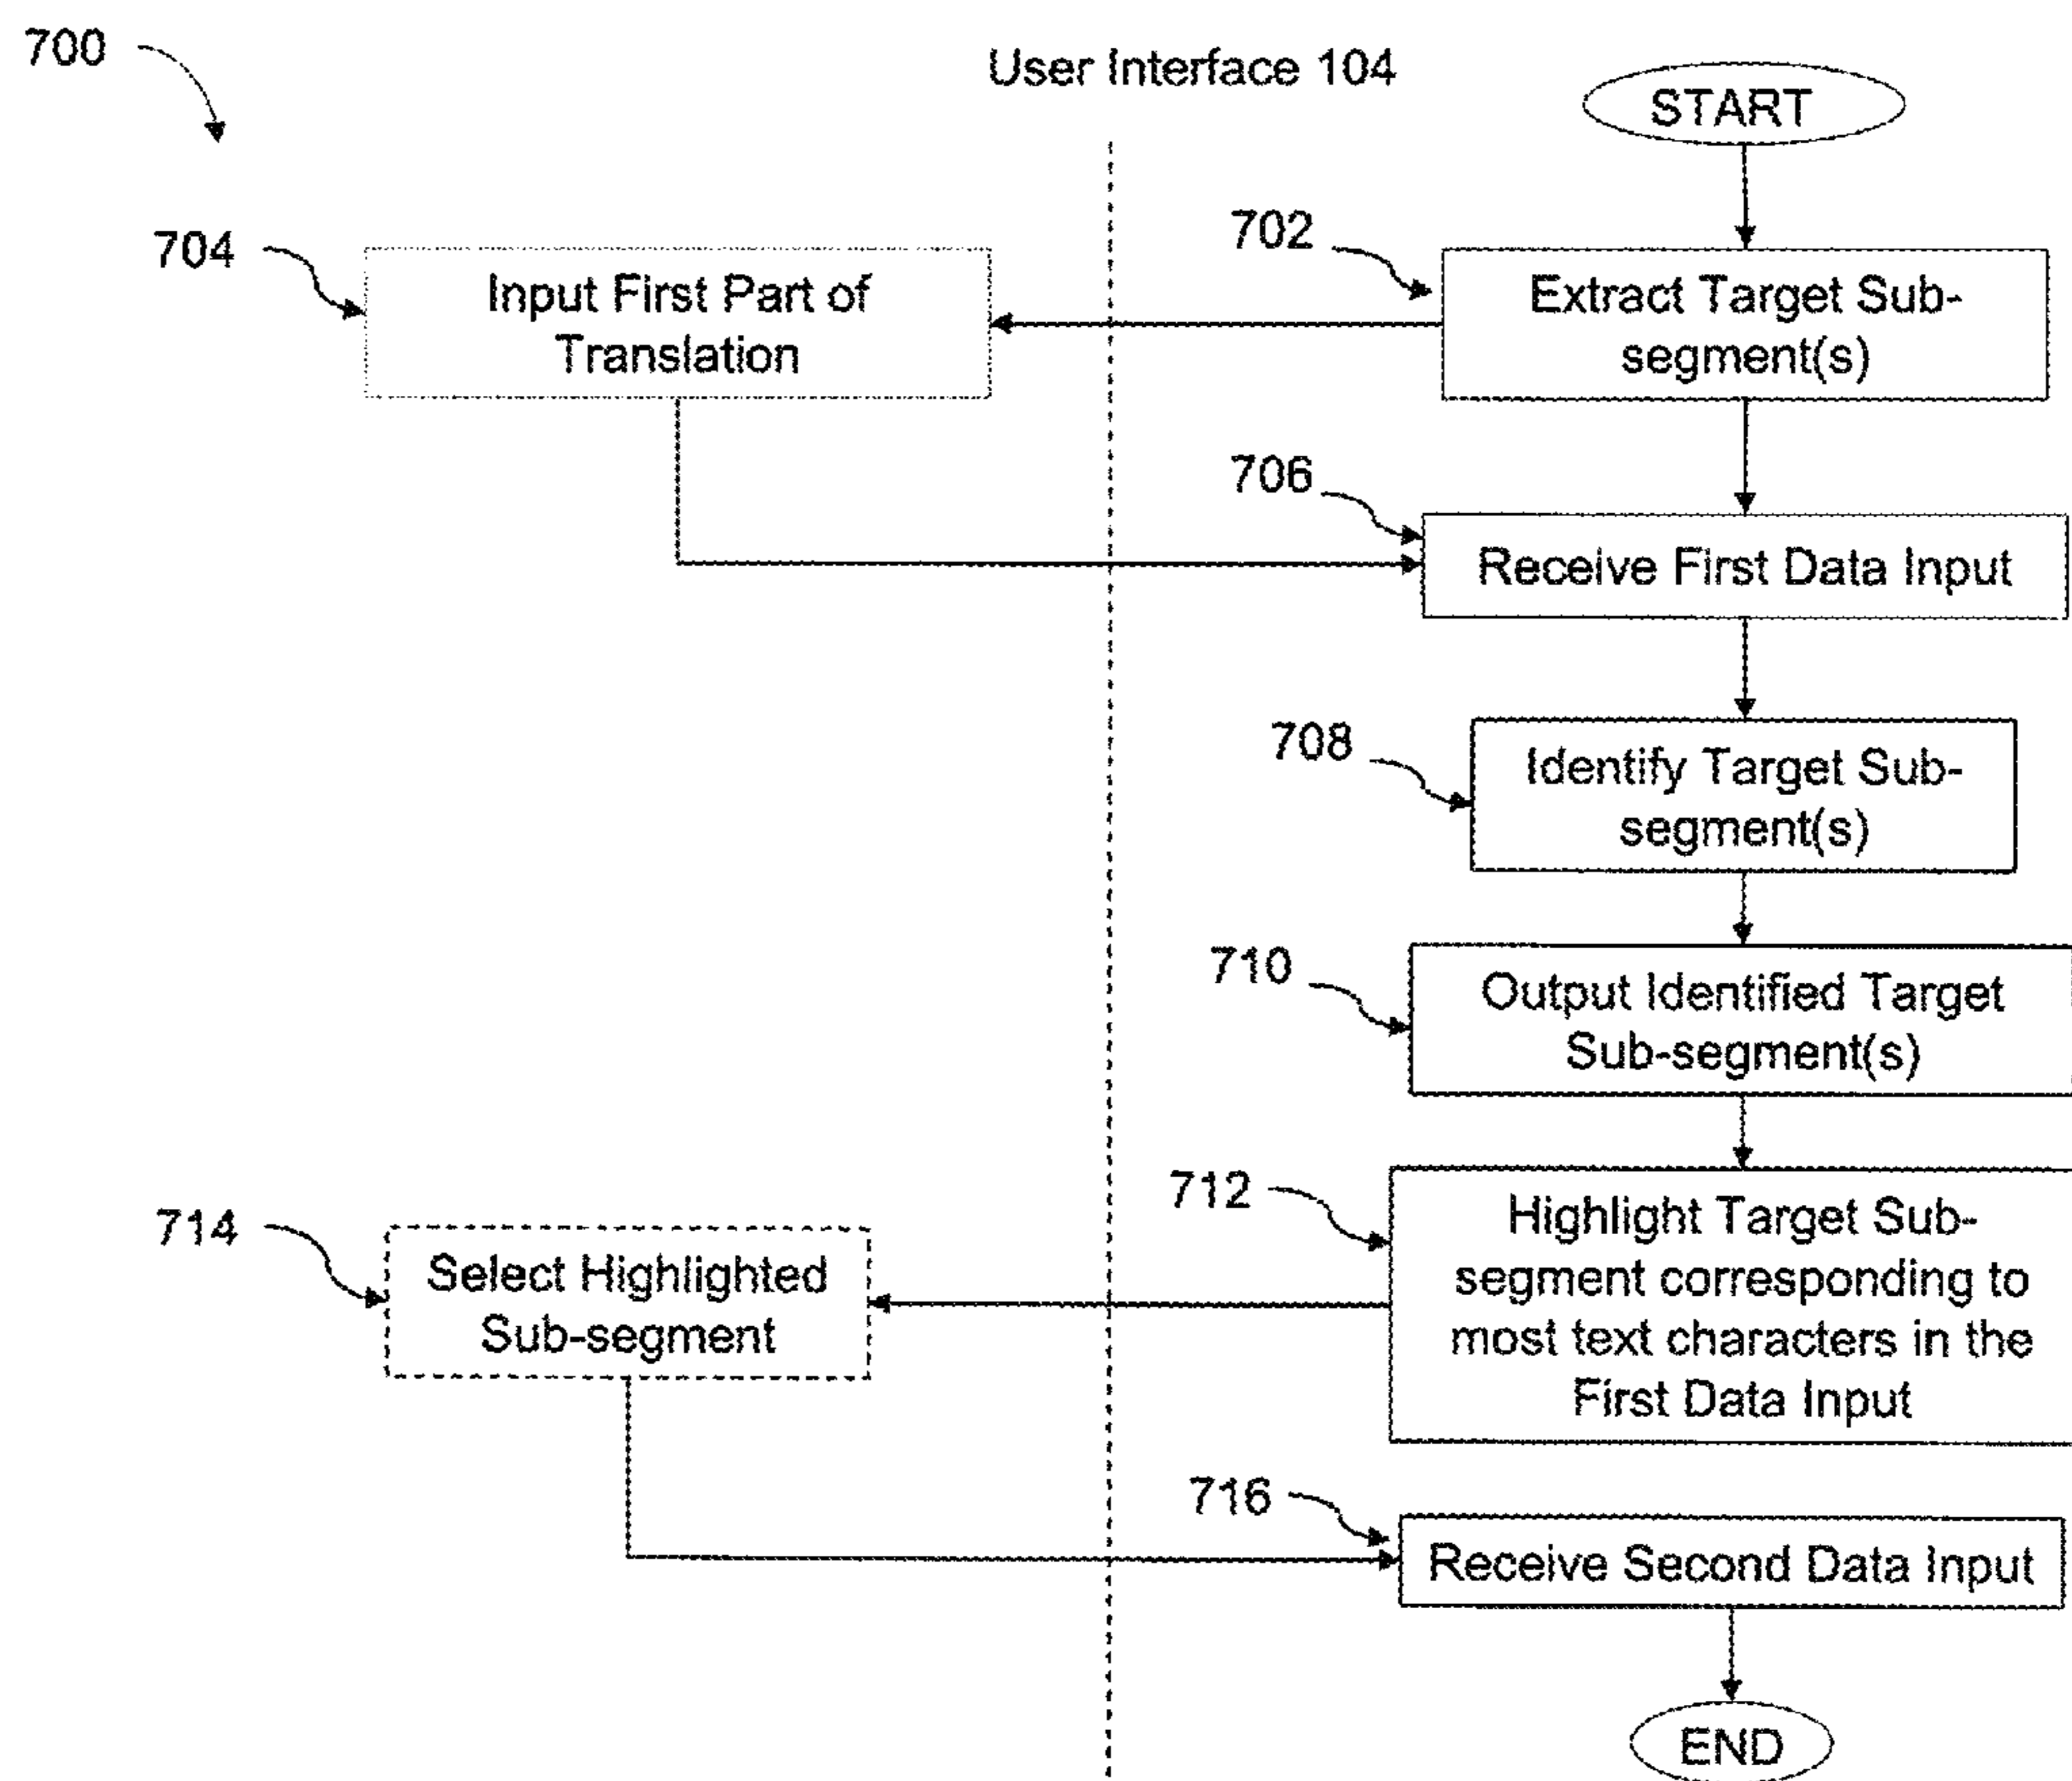 700
User Interface 104
START
702
Extract Target Sub-
segment(s)
704
Input First Part of
Translation
706
Receive First Data Input
708
Identify Target Sub-
segment(s)
710
Output Identified Target
Sub-segment(s)
712
Highlight Target Sub-
segment corresponding to
most text characters in the
First Data Input
714
Select Highlighted
Sub-segment
716
Receive Second Data Input
END